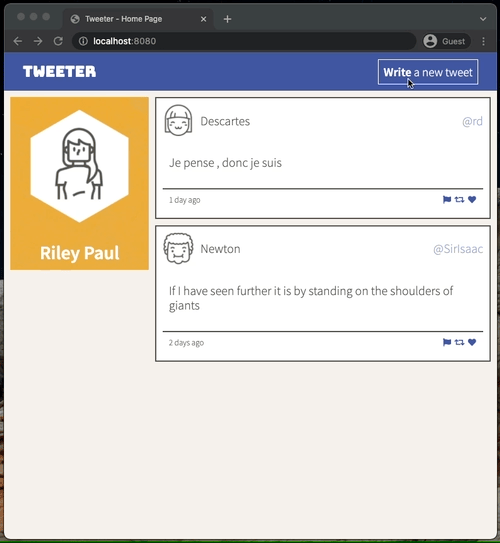 Tweeter - Home Page
localhost:8080
Guest
TWEETER
Write a new tweet
Riley Paul
Descartes
@rd
Je pense , donc je suis
1 day ago
Newton
@SirIsaac
If I have seen further it is by standing on the shoulders of
giants
2 days ago